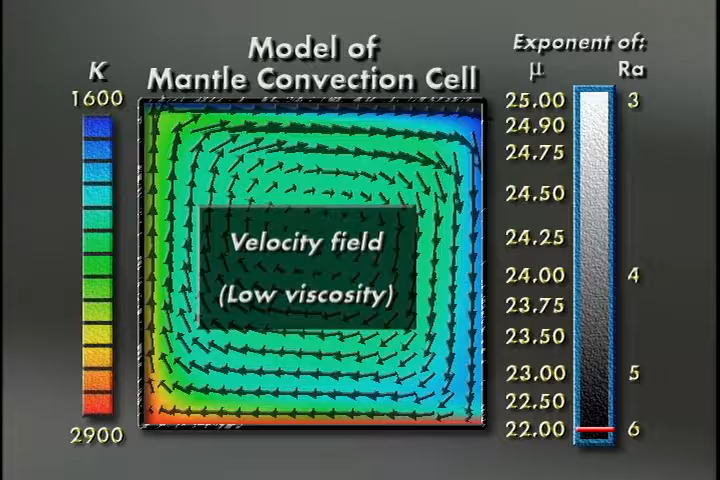 Model of
Mantle Convection Cell
K
1600
2900
Velocity field
(Low viscosity)
Exponent of:
μ Ra
25.00 3
24.90
24.75
24.50
24.25
24.00 4
23.75
23.50
23.00 5
22.50
22.00 6